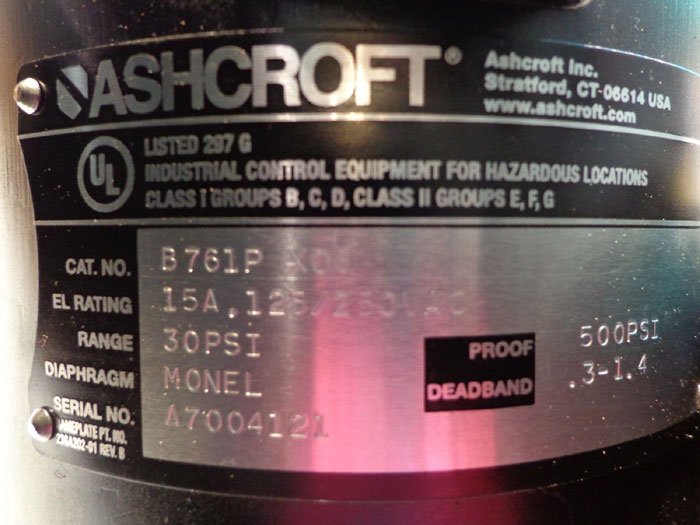 ASHCROFT®
Ashcroft Inc.
Stratford, CT 06614 USA
www.ashcroft.com
UL
LISTED 297 G
INDUSTRIAL CONTROL EQUIPMENT FOR HAZARDOUS LOCATIONS
CLASS I GROUPS B, C, D, CLASS II GROUPS E, F, G
CAT. NO. B761P
EL RATING 15A, 125/250VAC
RANGE 30PSI PROOF 500PSI
DIAPHRAGM MONEL DEADBAND .3-1.4
SERIAL NO. A7004121
NAMEPLATE PT. NO.
236A202-01 REV. B